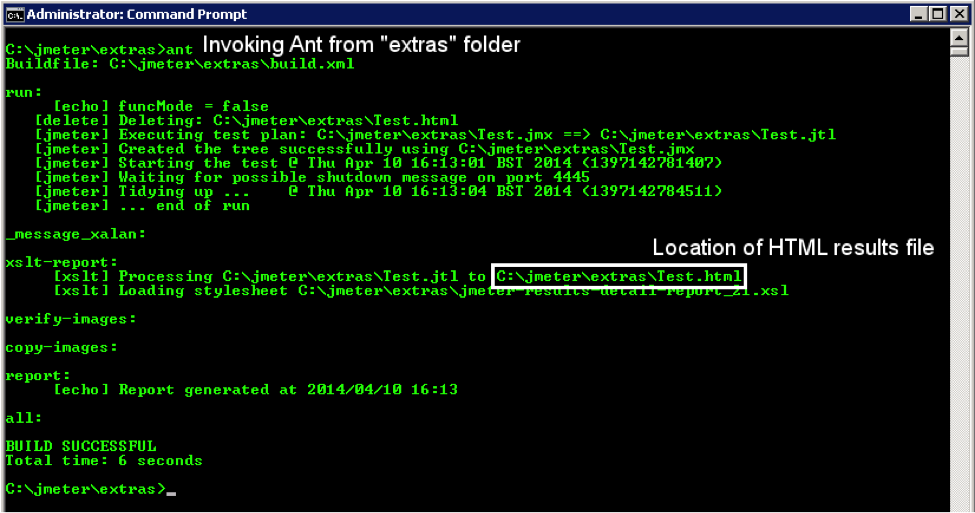 Administrator: Command Prompt
C:\jmeter\extras>ant Invoking Ant from "extras" folder
Buildfile: C:\jmeter\extras\build.xml
run:
[echo] funcMode = false
[delete] Deleting: C:\jmeter\extras\Test.html
[jmeter] Executing test plan: C:\jmeter\extras\Test.jmx ==> C:\jmeter\extras\Test.jtl
[jmeter] Created the tree successfully using C:\jmeter\extras\Test.jmx
[jmeter] Starting the test @ Thu Apr 10 16:13:01 BST 2014 (1397142781407)
[jmeter] Waiting for possible shutdown message on port 4445
[jmeter] Tidying up ...    @ Thu Apr 10 16:13:04 BST 2014 (1397142784511)
[jmeter] ... end of run
_message_xalan:
Location of HTML results file
xslt-report:
[xslt] Processing C:\jmeter\extras\Test.jtl to C:\jmeter\extras\Test.html
[xslt] Loading stylesheet C:\jmeter\extras\jmeter-results-detail-report_21.xsl
verify-images:
copy-images:
report:
[echo] Report generated at 2014/04/10 16:13
all:
BUILD SUCCESSFUL
Total time: 6 seconds
C:\jmeter\extras>_